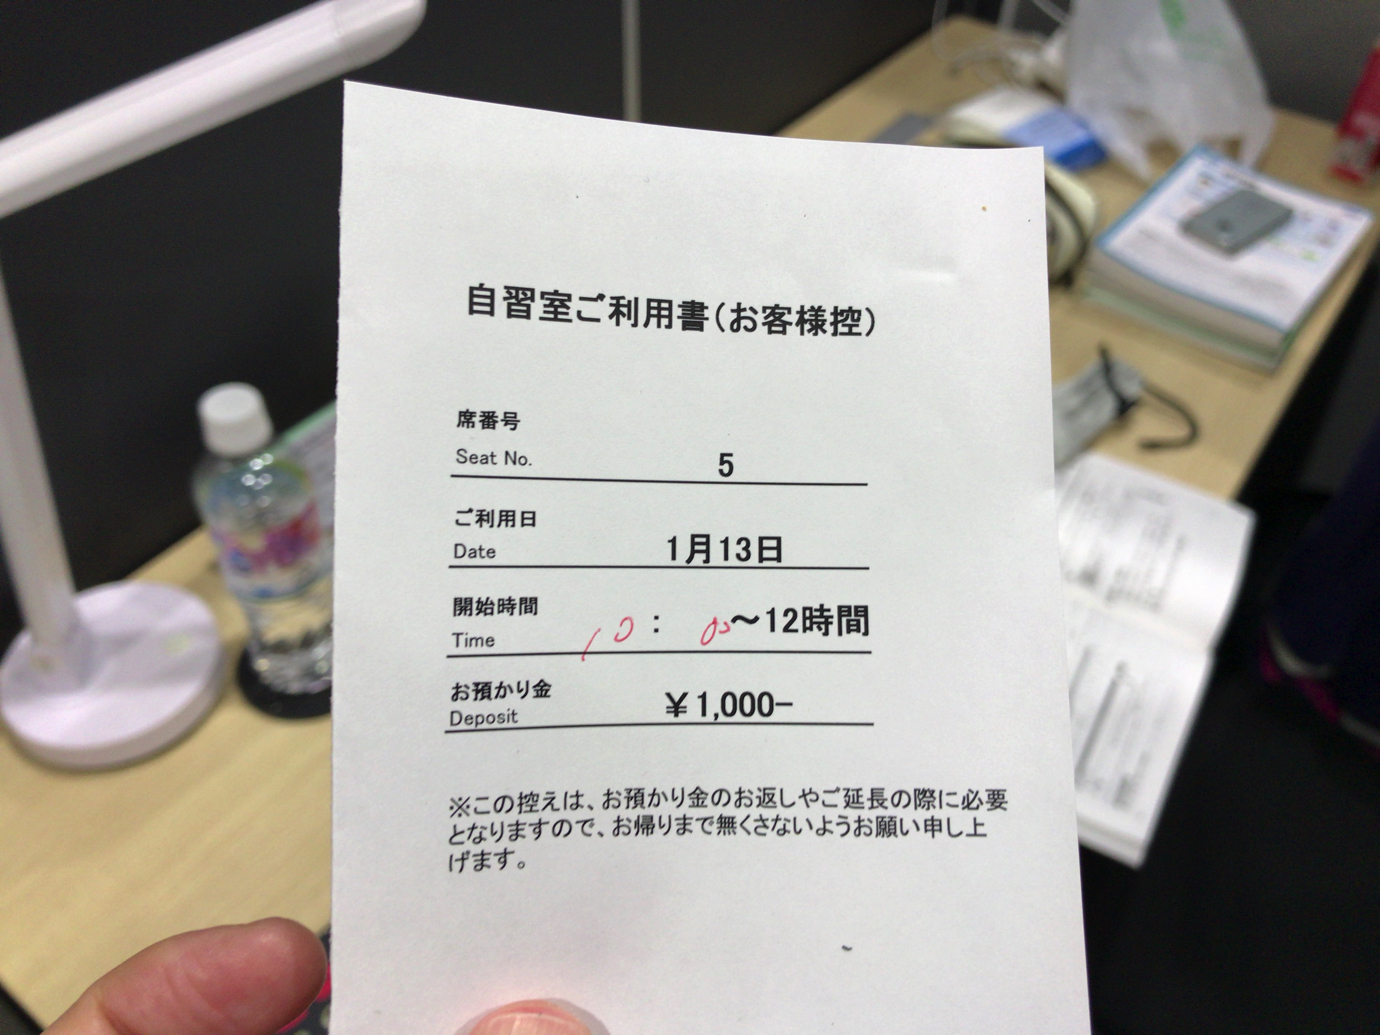 自習室ご利用書(お客様控)
席番号
Seat No. 5
ご利用日
Date 1月13日
開始時間
Time 10 : 00~12時間
お預かり金
Deposit ¥1,000-
※この控えは、お預かり金のお返しやご延長の際に必要
となりますので、お帰りまで無くさないようお願い申し上
げます。